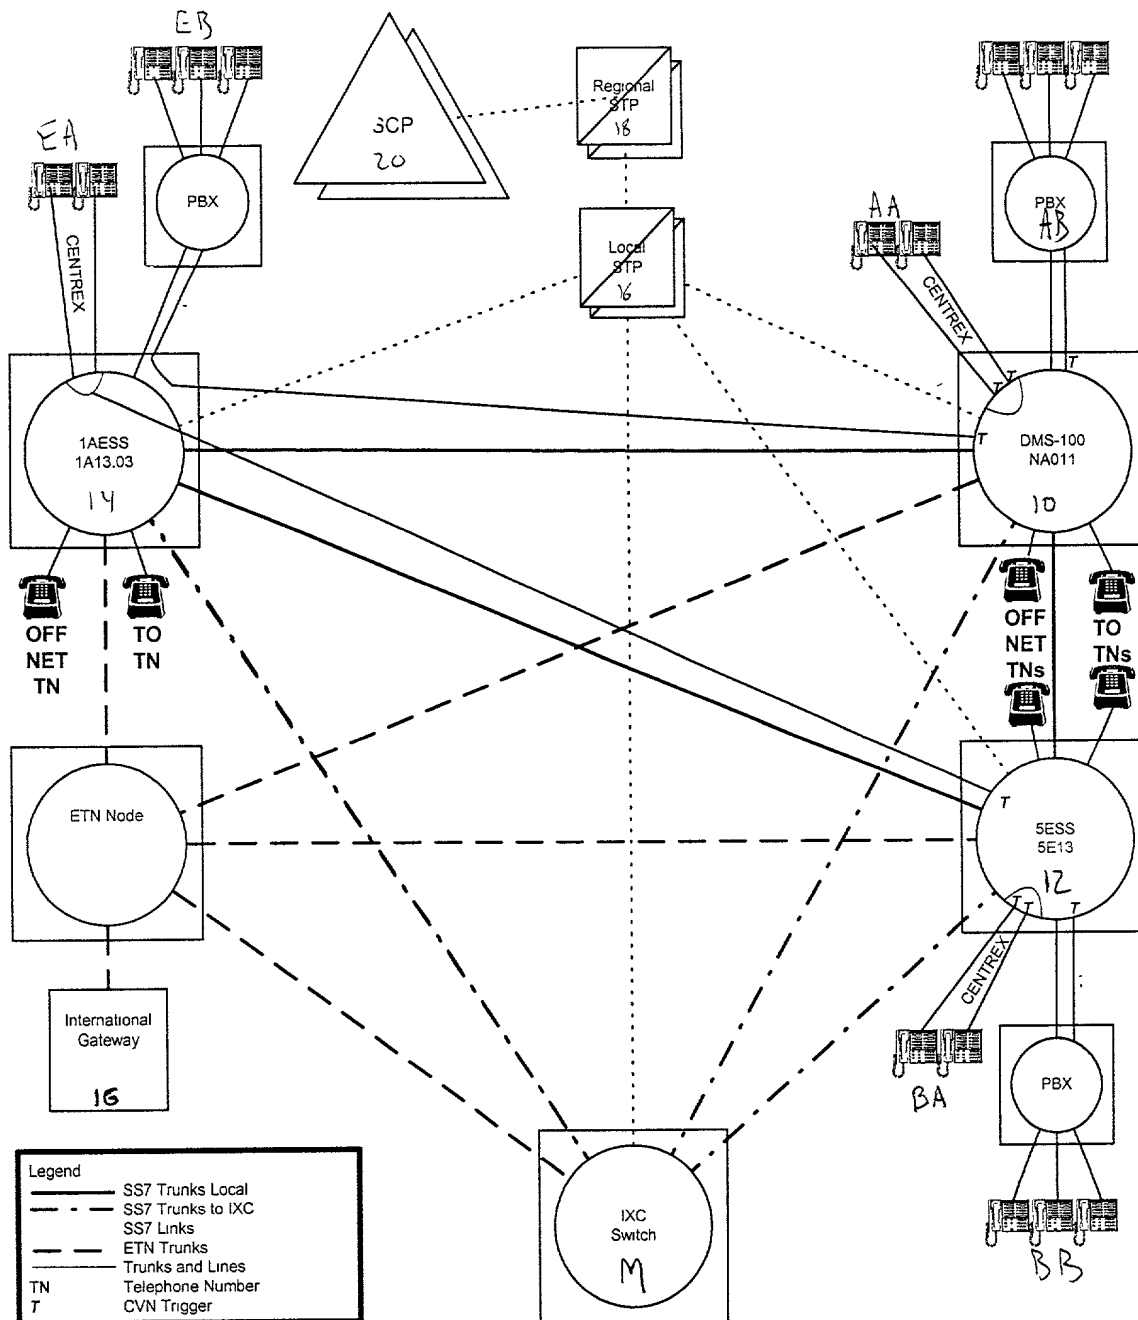 EB
EA
PBX
CENTREX
SCP
20
Regional
STP
18
Local
STP
16
AA
CENTREX
PBX
AB
T
T
T
T
1AESS
1A13.03
14
DMS-100
NA011
10
OFF
NET
TN
TO
TN
OFF
NET
TNs
TO
TNs
ETN Node
T
5ESS
5E13
12
T
T
T
CENTREX
BA
PBX
BB
International
Gateway
16
IXC
Switch
M
Legend
SS7 Trunks Local
SS7 Trunks to IXC
SS7 Links
ETN Trunks
Trunks and Lines
TN Telephone Number
T CVN Trigger